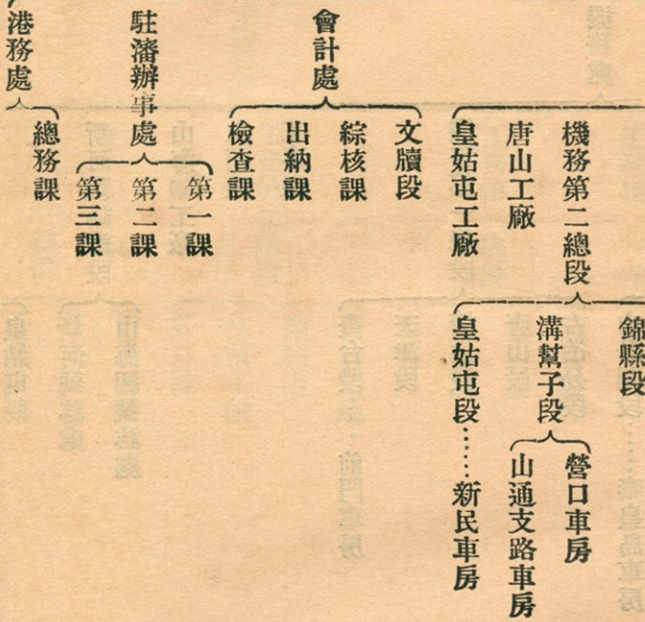 機務第二總段
錦縣段
溝幫子段
營口車房
山通支路車房
皇姑屯段……新民車房
唐山工廠
皇姑屯工廠
會計處
文牘段
綜核課
出納課
檢查課
駐瀋辦事處
第一課
第二課
第三課
港務處
總務課